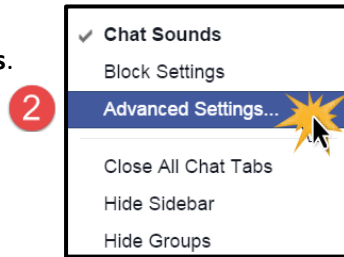 Chat Sounds
s.
Block Settings
2
Advanced Settings...
Close All Chat Tabs
Hide Sidebar
Hide Groups